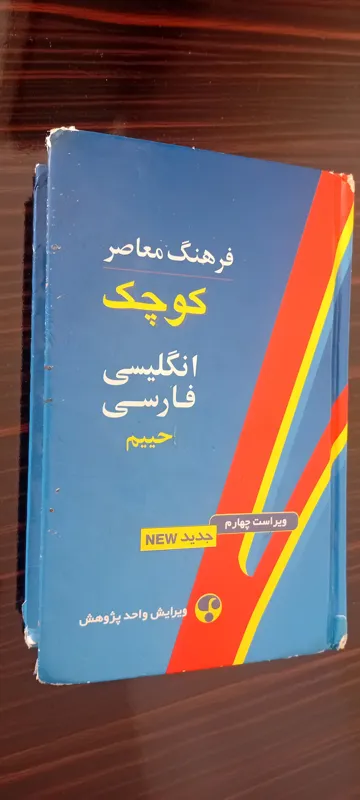 فرهنگ معاصر
کوچک
انگلیسی
فارسی
حییم
ویراست چهارم
جدید NEW
ویرایش واحد پژوهش